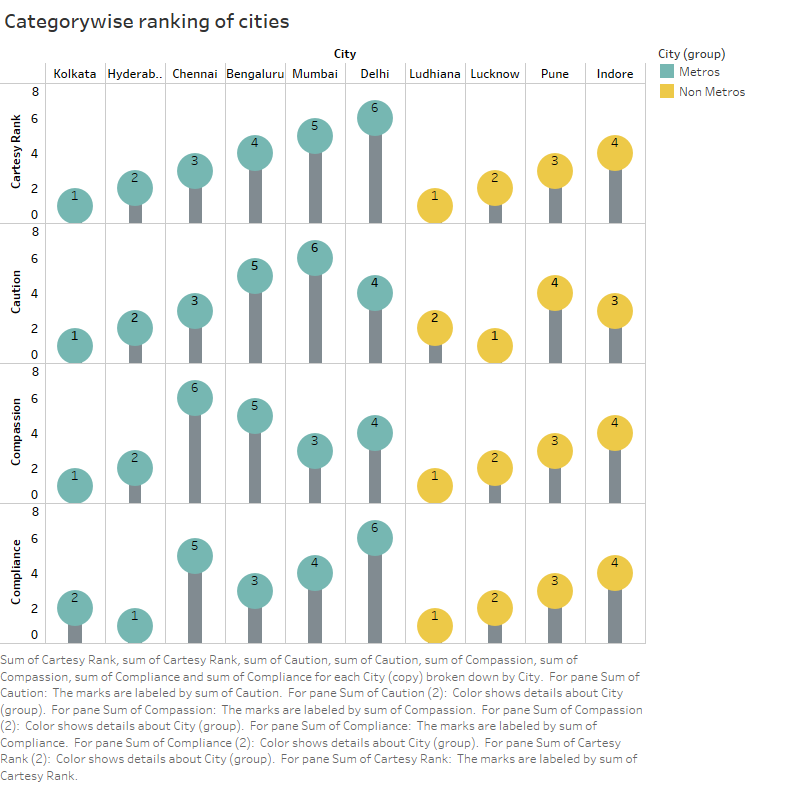 Categorywise ranking of cities
City
Kolkata Hyderab.. Chennai Bengaluru Mumbai Delhi Ludhiana Lucknow Pune Indore
City (group)
Metros
Non Metros
Cartesy Rank
8
6
4
2
0
1 2 3 4 5 6 1 2 3 4
Caution
8
6
4
2
0
1 2 3 5 6 4 2 1 4 3
Compassion
8
6
4
2
0
1 2 6 5 3 4 1 2 3 4
Compliance
8
6
4
2
0
2 1 5 3 4 6 1 2 3 4
Sum of Cartesy Rank, sum of Cartesy Rank, sum of Caution, sum of Caution, sum of Compassion, sum of
Compassion, sum of Compliance and sum of Compliance for each City (copy) broken down by City. For pane Sum of
Caution: The marks are labeled by sum of Caution. For pane Sum of Caution (2): Color shows details about City
(group). For pane Sum of Compassion: The marks are labeled by sum of Compassion. For pane Sum of Compassion
(2): Color shows details about City (group). For pane Sum of Compliance: The marks are labeled by sum of
Compliance. For pane Sum of Compliance (2): Color shows details about City (group). For pane Sum of Cartesy
Rank (2): Color shows details about City (group). For pane Sum of Cartesy Rank: The marks are labeled by sum of
Cartesy Rank.